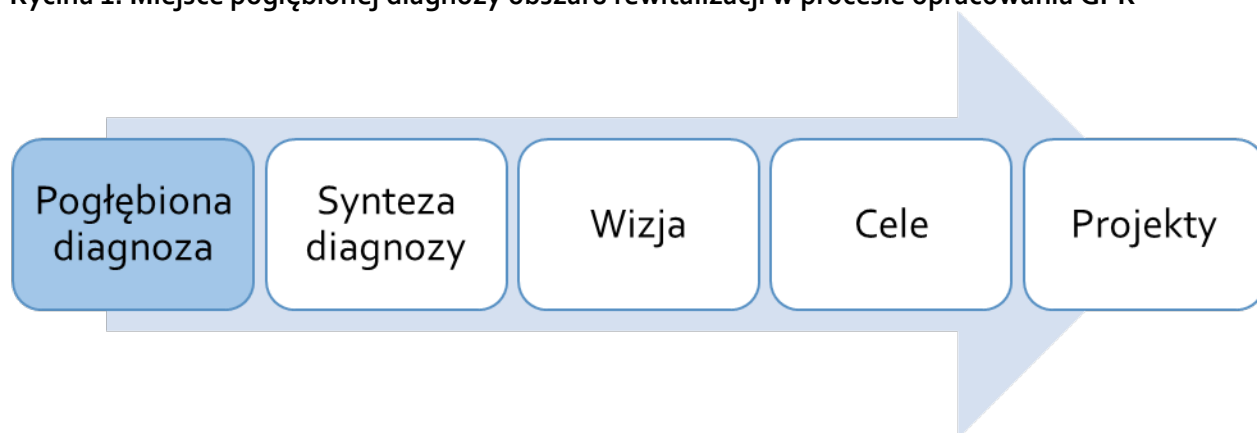 Rycina 1. Miejsce pogłębionej diagnozy obszaru rewitalizacji w procesie opracowania GPR
Pogłębiona
diagnoza
Synteza
diagnozy
Wizja
Cele
Projekty